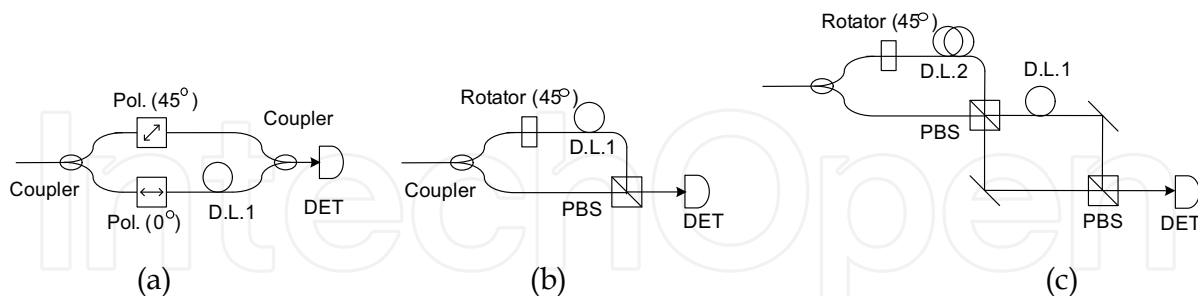 Pol. (45°)
Coupler
Coupler
Pol. (0°)
D.L.1
DET
(a)
Rotator (45°)
D.L.1
Coupler
PBS
DET
(b)
Rotator (45°)
D.L.2
D.L.1
PBS
PBS
DET
(c)
IntechOpen